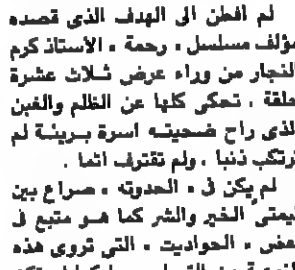 لم أفطن الى الهدف الذى قصده
مؤلف مسلسل « رحمة » الأستاذ كرم
النجار من وراء عرض ثلاث عشرة
حلقة . تحكى كلها عن الظلم والغبن
الذى راح ضحيته اسرة بريئة لم
ترتكب ذنبا . ولم تقترف اثما .
لم يكن فى « الحدوته » صراع بين
قيمتى الخير والشر كما هو متبع فى
بعض « الحواديت » التى تروى هذه